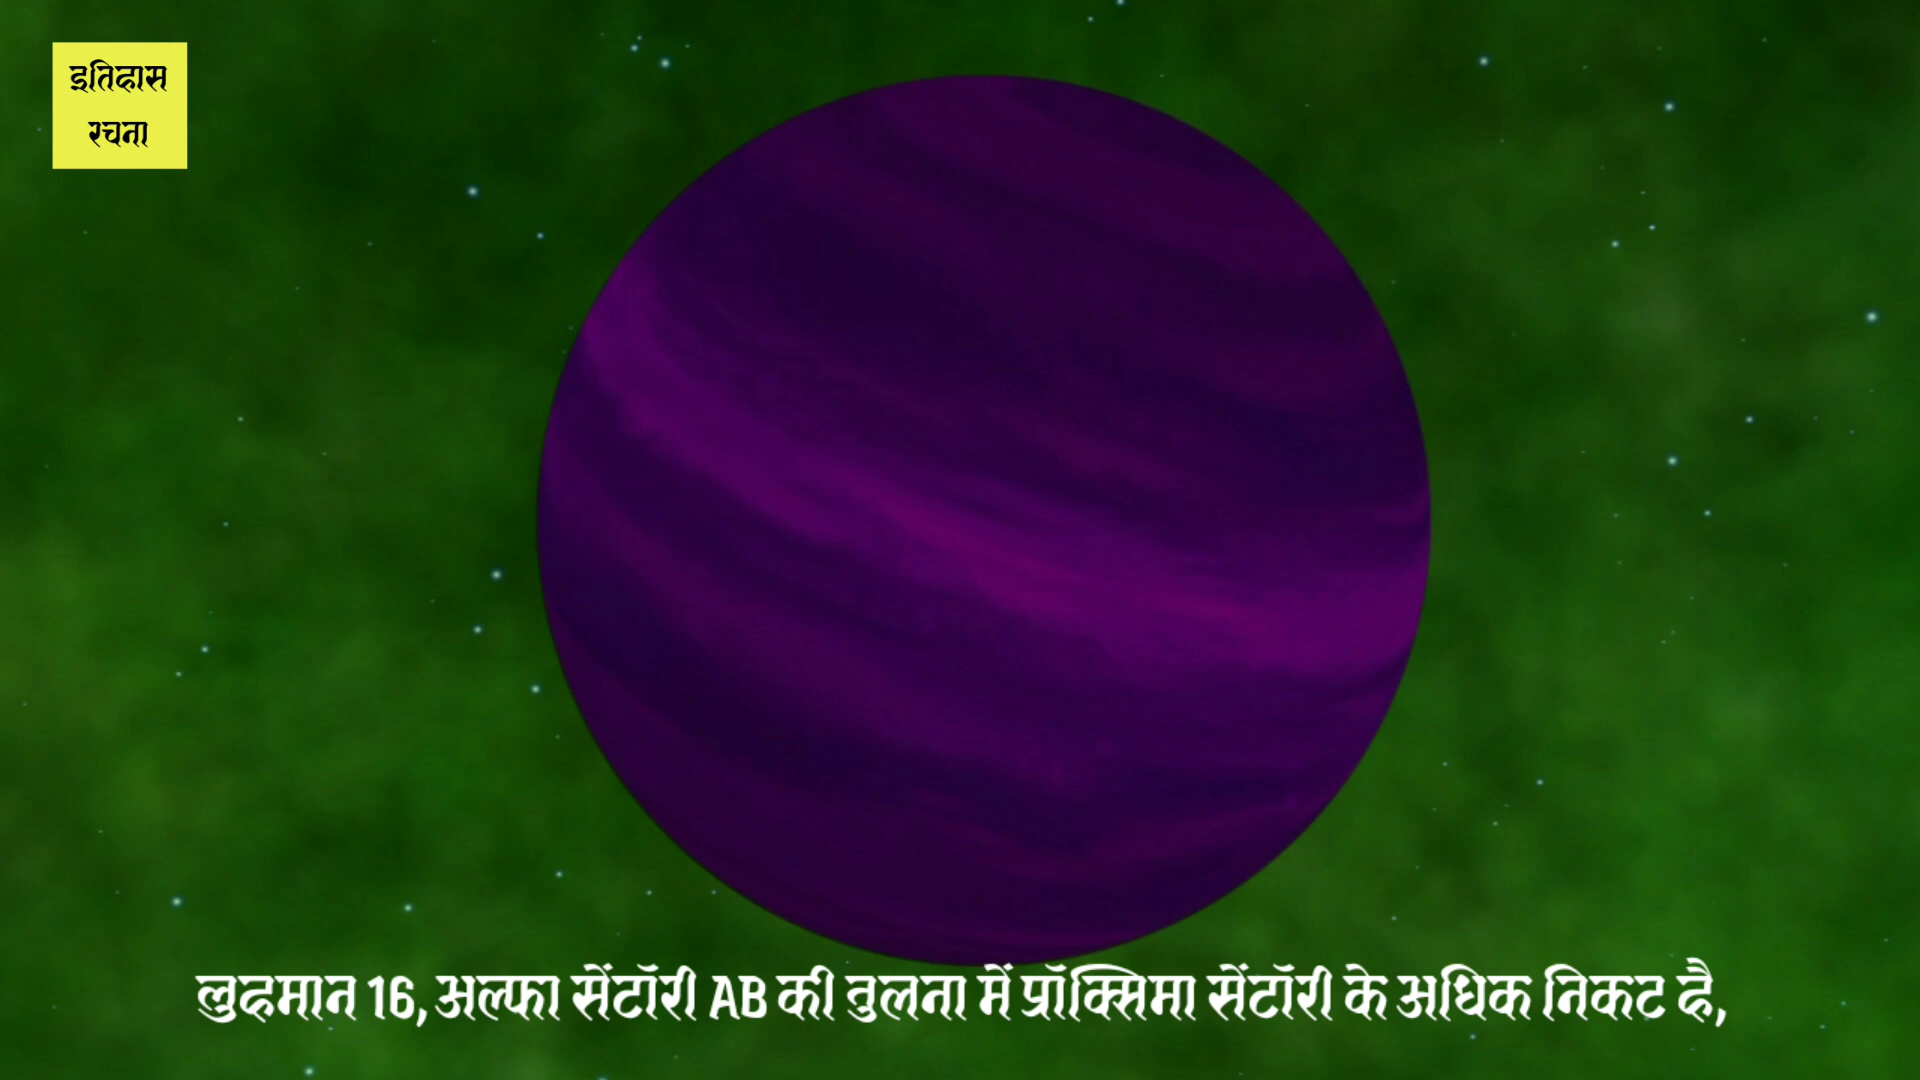 इतिहास
रचना
लुहमान 16, अल्फा सेंटॉरी AB की तुलना में प्रॉक्सिमा सेंटॉरी के अधिक निकट है,